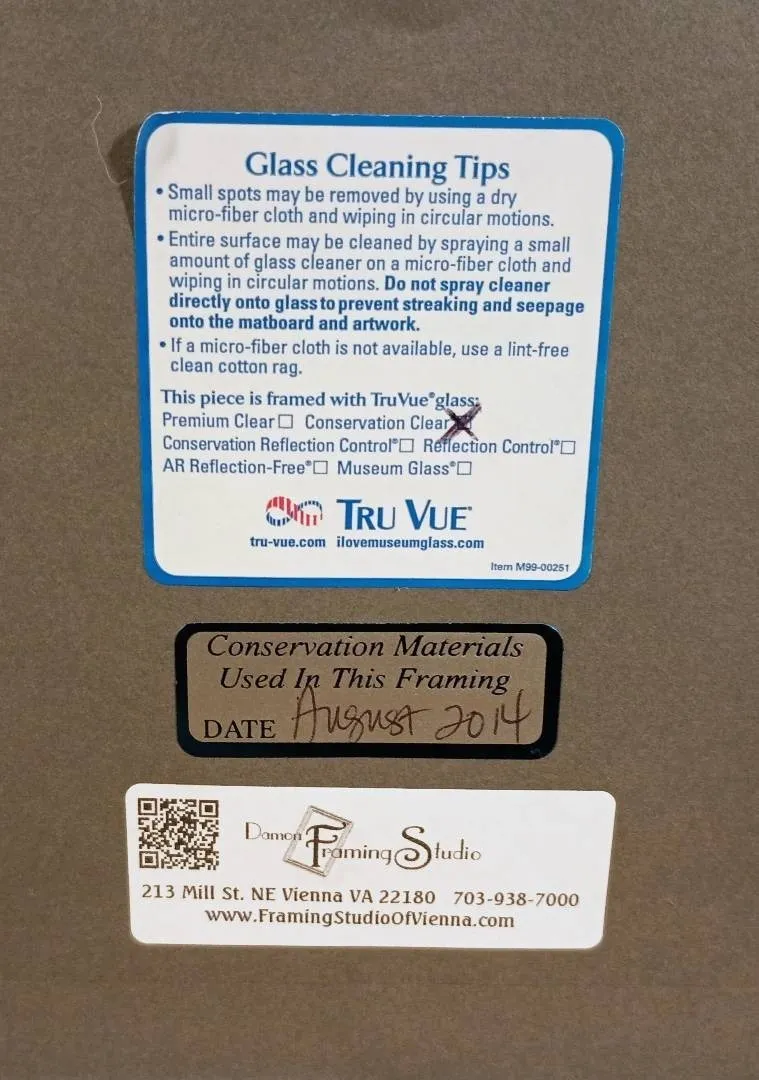 Glass Cleaning Tips
• Small spots may be removed by using a dry
micro-fiber cloth and wiping in circular motions.
• Entire surface may be cleaned by spraying a small
amount of glass cleaner on a micro-fiber cloth and
wiping in circular motions. Do not spray cleaner
directly onto glass to prevent streaking and seepage
onto the matboard and artwork.
• If a micro-fiber cloth is not available, use a lint-free
clean cotton rag.
This piece is framed with TruVue® glass:
Premium Clear☐ Conservation Clear☒
Conservation Reflection Control®☐ Reflection Control®☐
AR Reflection-Free®☐ Museum Glass®☐
TRU VUE®
tru-vue.com ilovemuseumglass.com
Item M99-00251
Conservation Materials
Used In This Framing
DATE August 2014
Damon Framing Studio
213 Mill St. NE Vienna VA 22180 703-938-7000
www.FramingStudioOfVienna.com